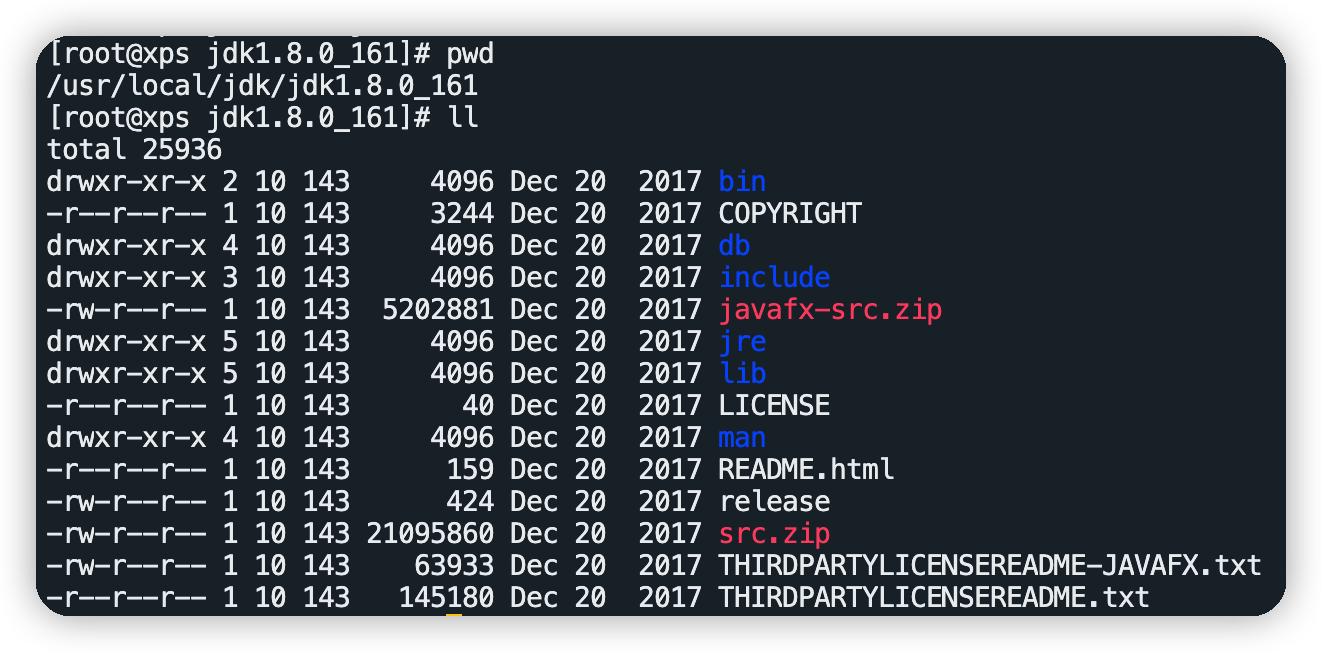 [root@xps jdk1.8.0_161]# pwd
/usr/local/jdk/jdk1.8.0_161
[root@xps jdk1.8.0_161]# ll
total 25936
drwxr-xr-x 2 10 143     4096 Dec 20  2017 bin
-r--r--r-- 1 10 143     3244 Dec 20  2017 COPYRIGHT
drwxr-xr-x 4 10 143     4096 Dec 20  2017 db
drwxr-xr-x 3 10 143     4096 Dec 20  2017 include
-rw-r--r-- 1 10 143  5202881 Dec 20  2017 javafx-src.zip
drwxr-xr-x 5 10 143     4096 Dec 20  2017 jre
drwxr-xr-x 5 10 143     4096 Dec 20  2017 lib
-r--r--r-- 1 10 143       40 Dec 20  2017 LICENSE
drwxr-xr-x 4 10 143     4096 Dec 20  2017 man
-r--r--r-- 1 10 143      159 Dec 20  2017 README.html
-rw-r--r-- 1 10 143      424 Dec 20  2017 release
-rw-r--r-- 1 10 143 21095860 Dec 20  2017 src.zip
-rw-r--r-- 1 10 143    63933 Dec 20  2017 THIRDPARTYLICENSEREADME-JAVAFX.txt
-r--r--r-- 1 10 143   145180 Dec 20  2017 THIRDPARTYLICENSEREADME.txt